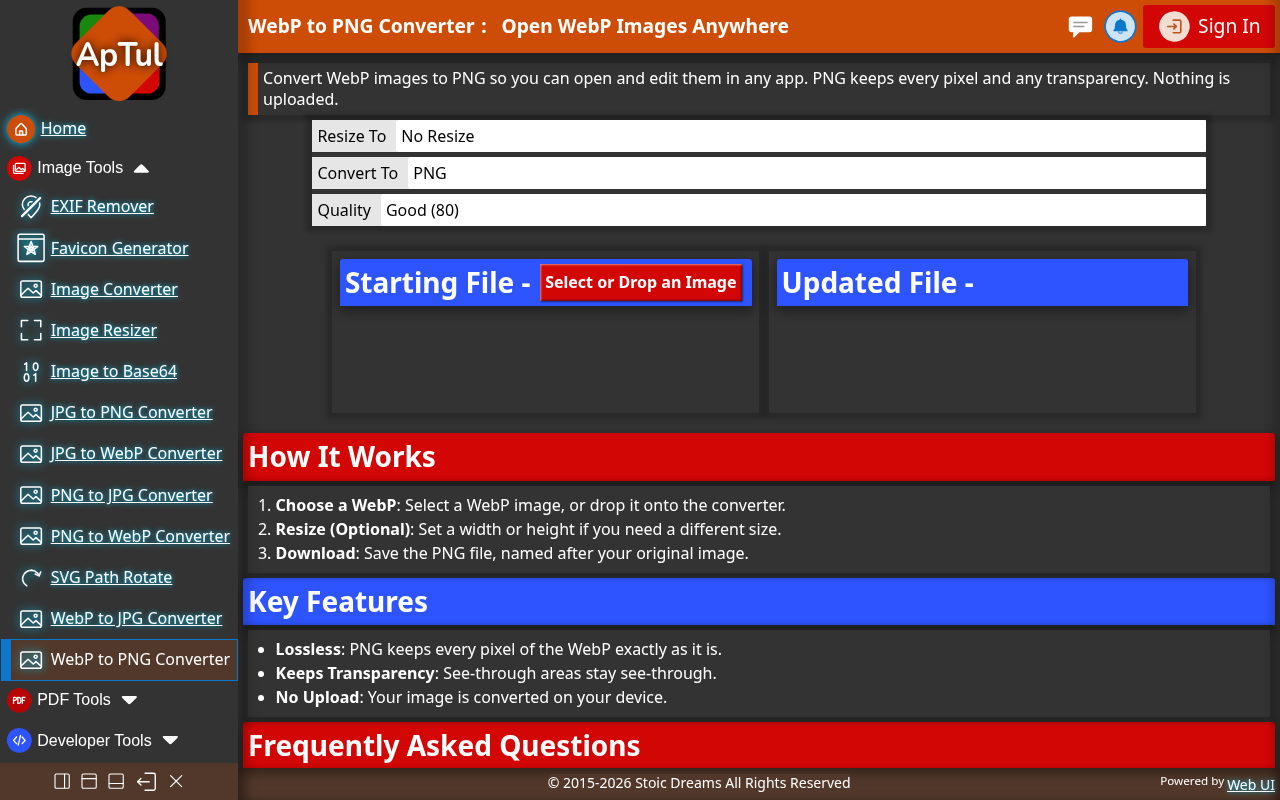 ApTul
Home
Image Tools
EXIF Remover
Favicon Generator
Image Converter
Image Resizer
Image to Base64
JPG to PNG Converter
JPG to WebP Converter
PNG to JPG Converter
PNG to WebP Converter
SVG Path Rotate
WebP to JPG Converter
WebP to PNG Converter
PDF Tools
Developer Tools
WebP to PNG Converter : Open WebP Images Anywhere
Sign In
Convert WebP images to PNG so you can open and edit them in any app. PNG keeps every pixel and any transparency. Nothing is
uploaded.
Resize To No Resize
Convert To PNG
Quality Good (80)
Starting File - Select or Drop an Image
Updated File -
How It Works
1. Choose a WebP: Select a WebP image, or drop it onto the converter.
2. Resize (Optional): Set a width or height if you need a different size.
3. Download: Save the PNG file, named after your original image.
Key Features
• Lossless: PNG keeps every pixel of the WebP exactly as it is.
• Keeps Transparency: See-through areas stay see-through.
• No Upload: Your image is converted on your device.
Frequently Asked Questions
© 2015-2026 Stoic Dreams All Rights Reserved
Powered by Web UI